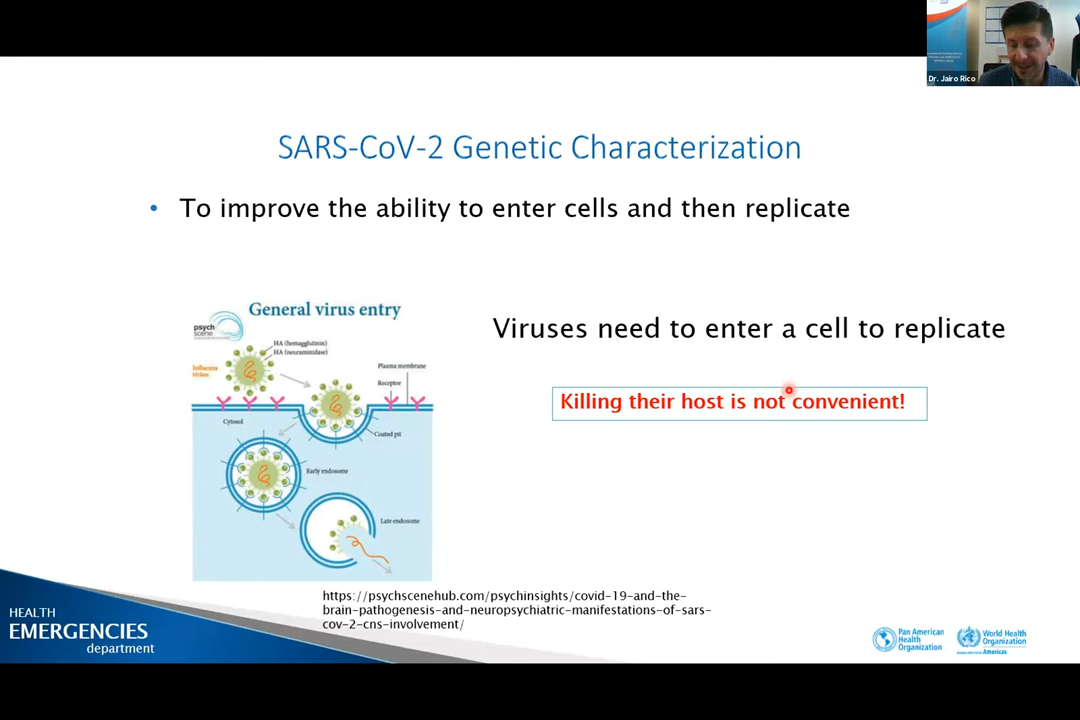 Dr. Jairo Rico
SARS-CoV-2 Genetic Characterization
• To improve the ability to enter cells and then replicate
General virus entry
psych
scene
HA (hemagglutinin)
HA (neuraminidase)
Influenza
virion
Plasma membrane
Receptor
Cytosol
Coated pit
Early endosome
Late endosome
Viruses need to enter a cell to replicate
Killing their host is not convenient!
https://psychscenehub.com/psychinsights/covid-19-and-the-
brain-pathogenesis-and-neuropsychiatric-manifestations-of-sars-
cov-2-cns-involvement/
HEALTH
EMERGENCIES
department
Pan American
Health
Organization
World Health
Organization
Americas